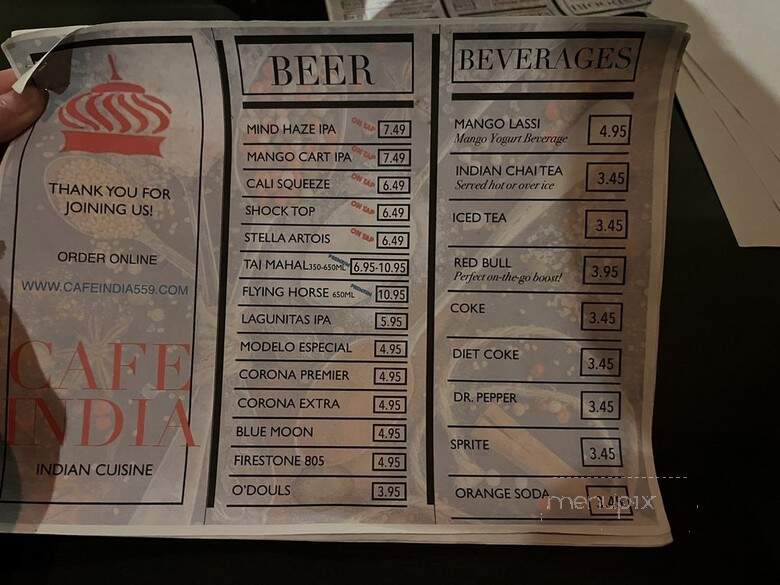 THANK YOU FOR
JOINING US!
ORDER ONLINE
WWW.CAFEINDIA559.COM
CAFE
INDIA
INDIAN CUISINE
BEER
MIND HAZE IPA ON TAP 7.49
MANGO CART IPA ON TAP 7.49
CALI SQUEEZE ON TAP 6.49
SHOCK TOP ON TAP 6.49
STELLA ARTOIS ON TAP 6.49
TAJ MAHAL 350-650ML PREMIUM 6.95-10.95
FLYING HORSE 650ML PREMIUM 10.95
LAGUNITAS IPA 5.95
MODELO ESPECIAL 4.95
CORONA PREMIER 4.95
CORONA EXTRA 4.95
BLUE MOON 4.95
FIRESTONE 805 4.95
O'DOULS 3.95
BEVERAGES
MANGO LASSI 4.95
Mango Yogurt Beverage
INDIAN CHAI TEA 3.45
Served hot or over ice
ICED TEA 3.45
RED BULL 3.95
Perfect on-the-go boost!
COKE 3.45
DIET COKE 3.45
DR. PEPPER 3.45
SPRITE 3.45
ORANGE SODA 3.45
menupix